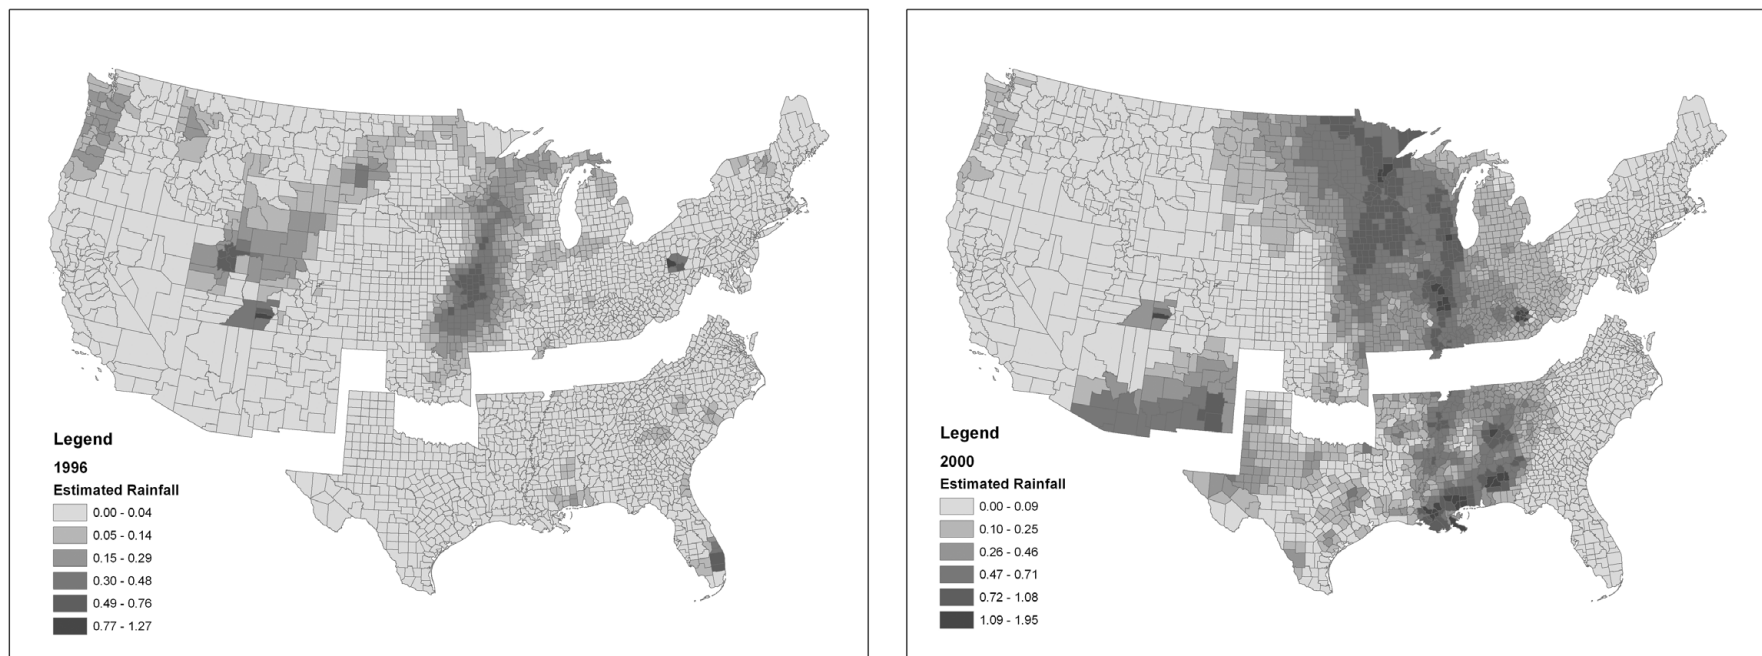 Legend
1996
Estimated Rainfall
0.00 - 0.04
0.05 - 0.14
0.15 - 0.29
0.30 - 0.48
0.49 - 0.76
0.77 - 1.27
Legend
2000
Estimated Rainfall
0.00 - 0.09
0.10 - 0.25
0.26 - 0.46
0.47 - 0.71
0.72 - 1.08
1.09 - 1.95